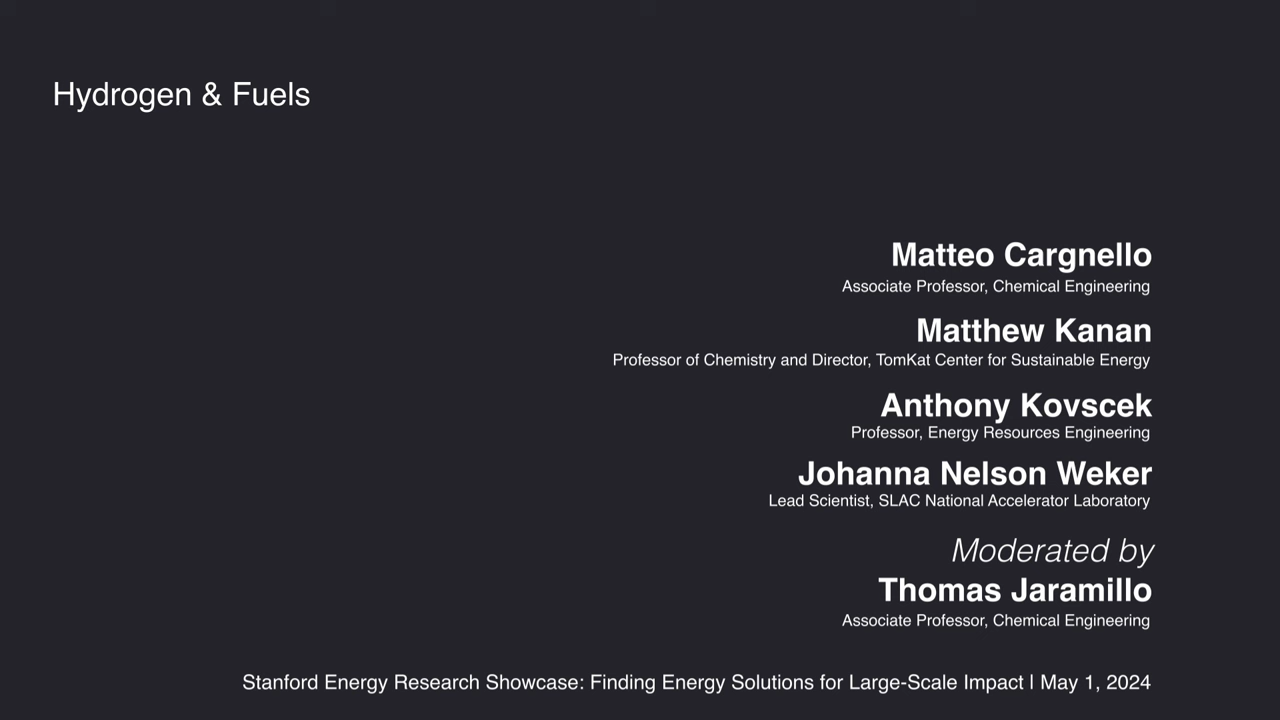 Hydrogen & Fuels
Matteo Cargnello
Associate Professor, Chemical Engineering
Matthew Kanan
Professor of Chemistry and Director, TomKat Center for Sustainable Energy
Anthony Kovscek
Professor, Energy Resources Engineering
Johanna Nelson Weker
Lead Scientist, SLAC National Accelerator Laboratory
Moderated by
Thomas Jaramillo
Associate Professor, Chemical Engineering
Stanford Energy Research Showcase: Finding Energy Solutions for Large-Scale Impact | May 1, 2024